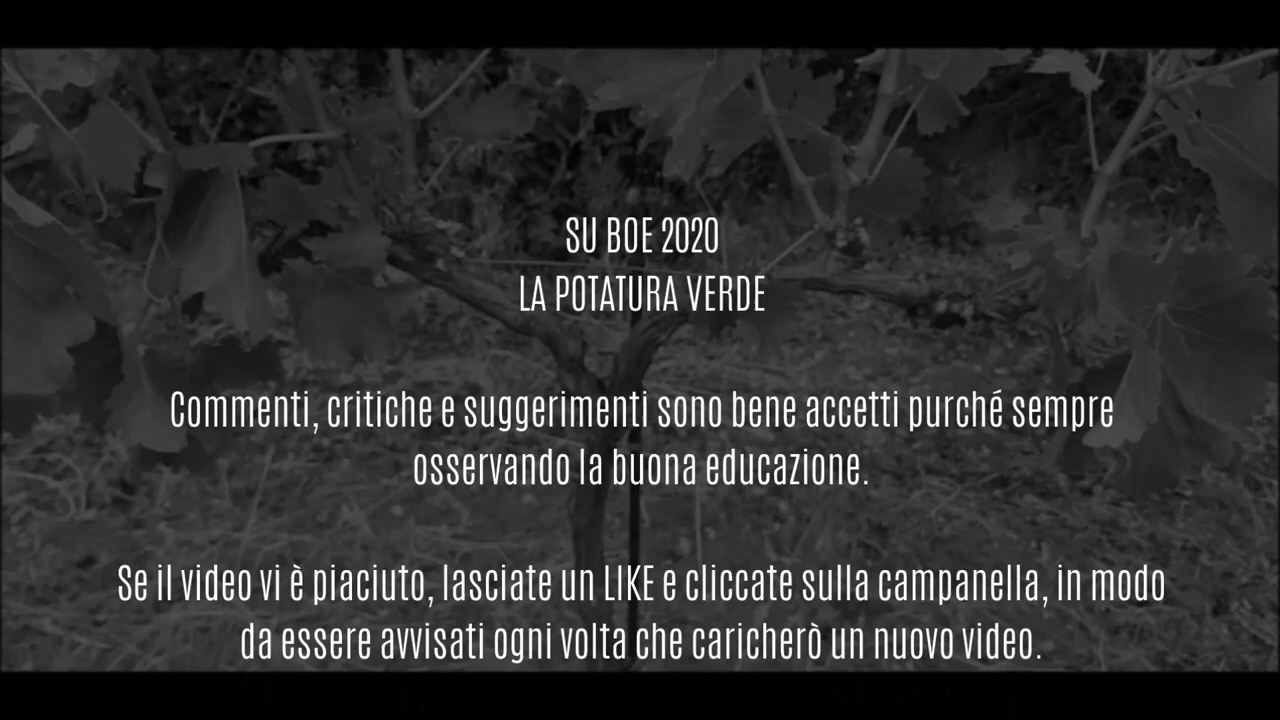 SU BOE 2020
LA POTATURA VERDE
Commenti, critiche e suggerimenti sono bene accetti purché sempre
osservando la buona educazione.
Se il video vi è piaciuto, lasciate un LIKE e cliccate sulla campanella, in modo
da essere avvisati ogni volta che caricherò un nuovo video.